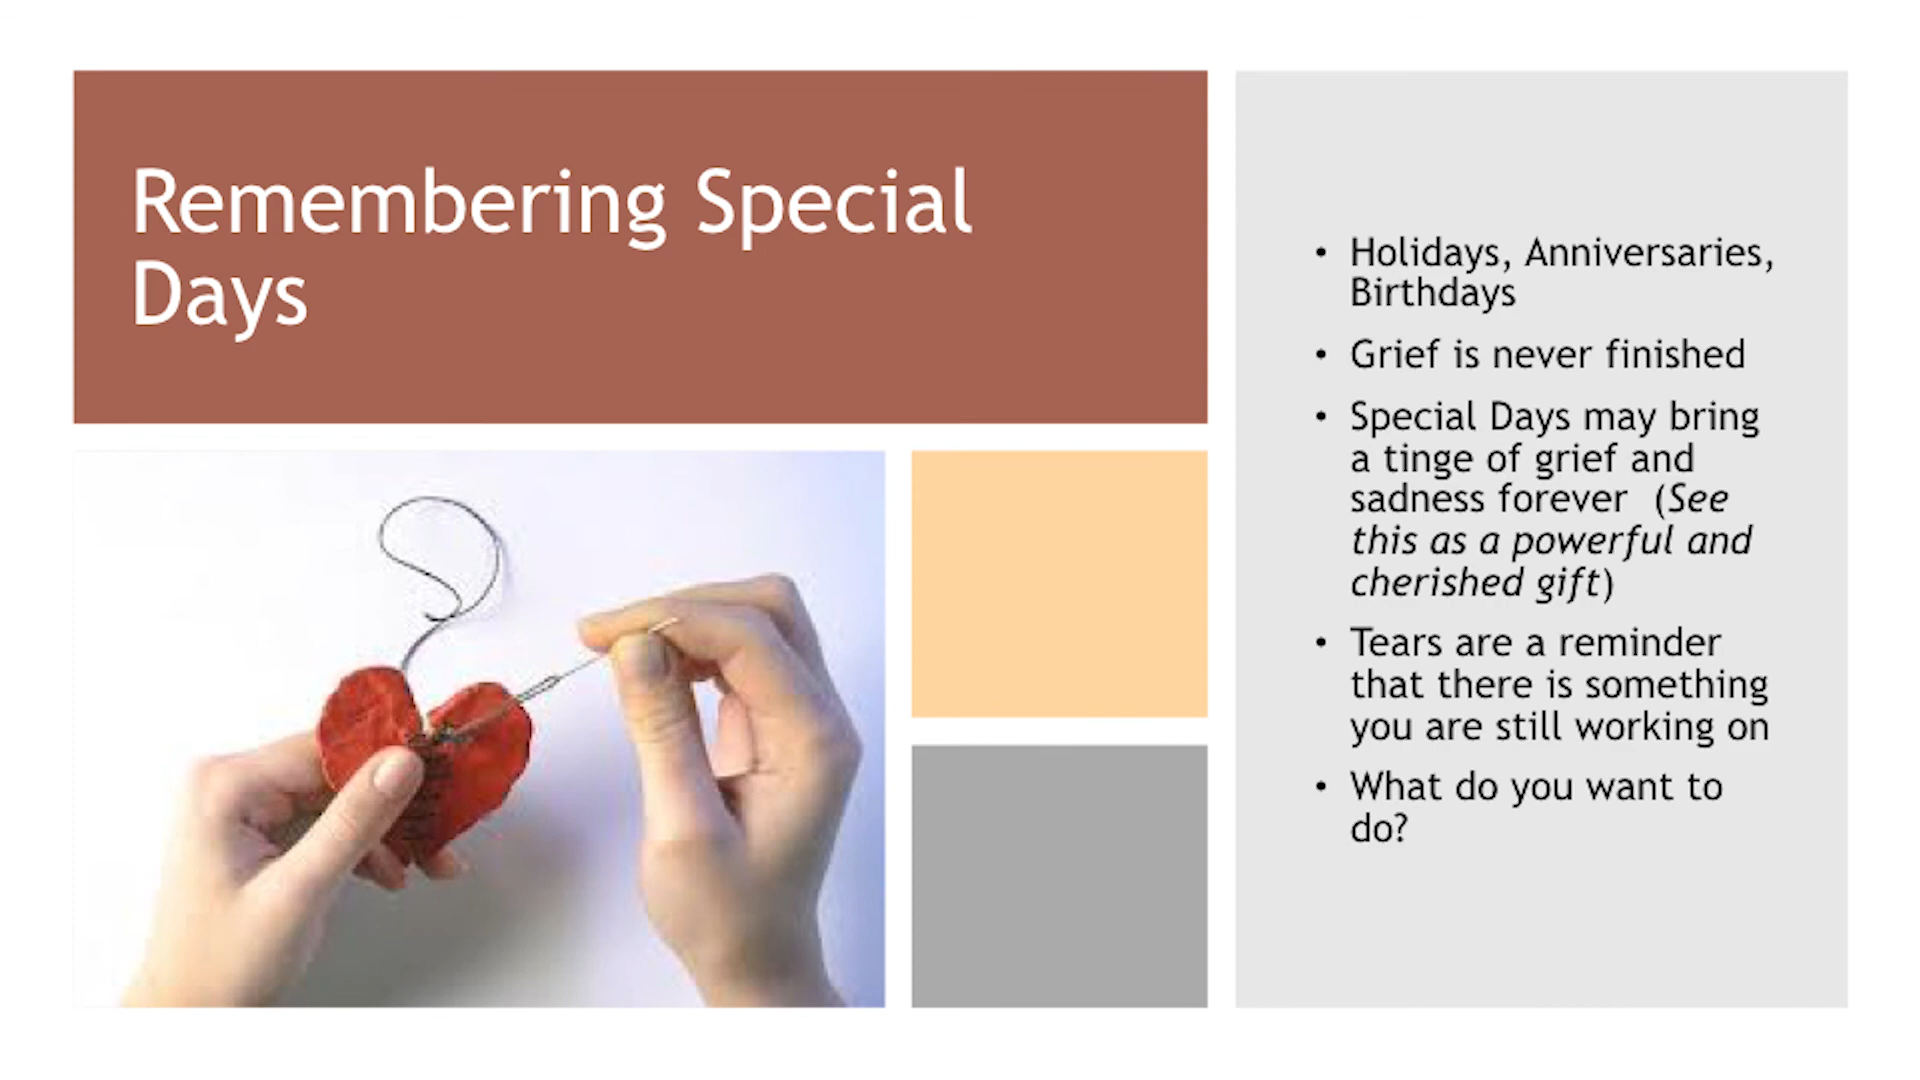 Remembering Special
Days
• Holidays, Anniversaries,
Birthdays
• Grief is never finished
• Special Days may bring
a tinge of grief and
sadness forever  (See
this as a powerful and
cherished gift)
• Tears are a reminder
that there is something
you are still working on
• What do you want to
do?